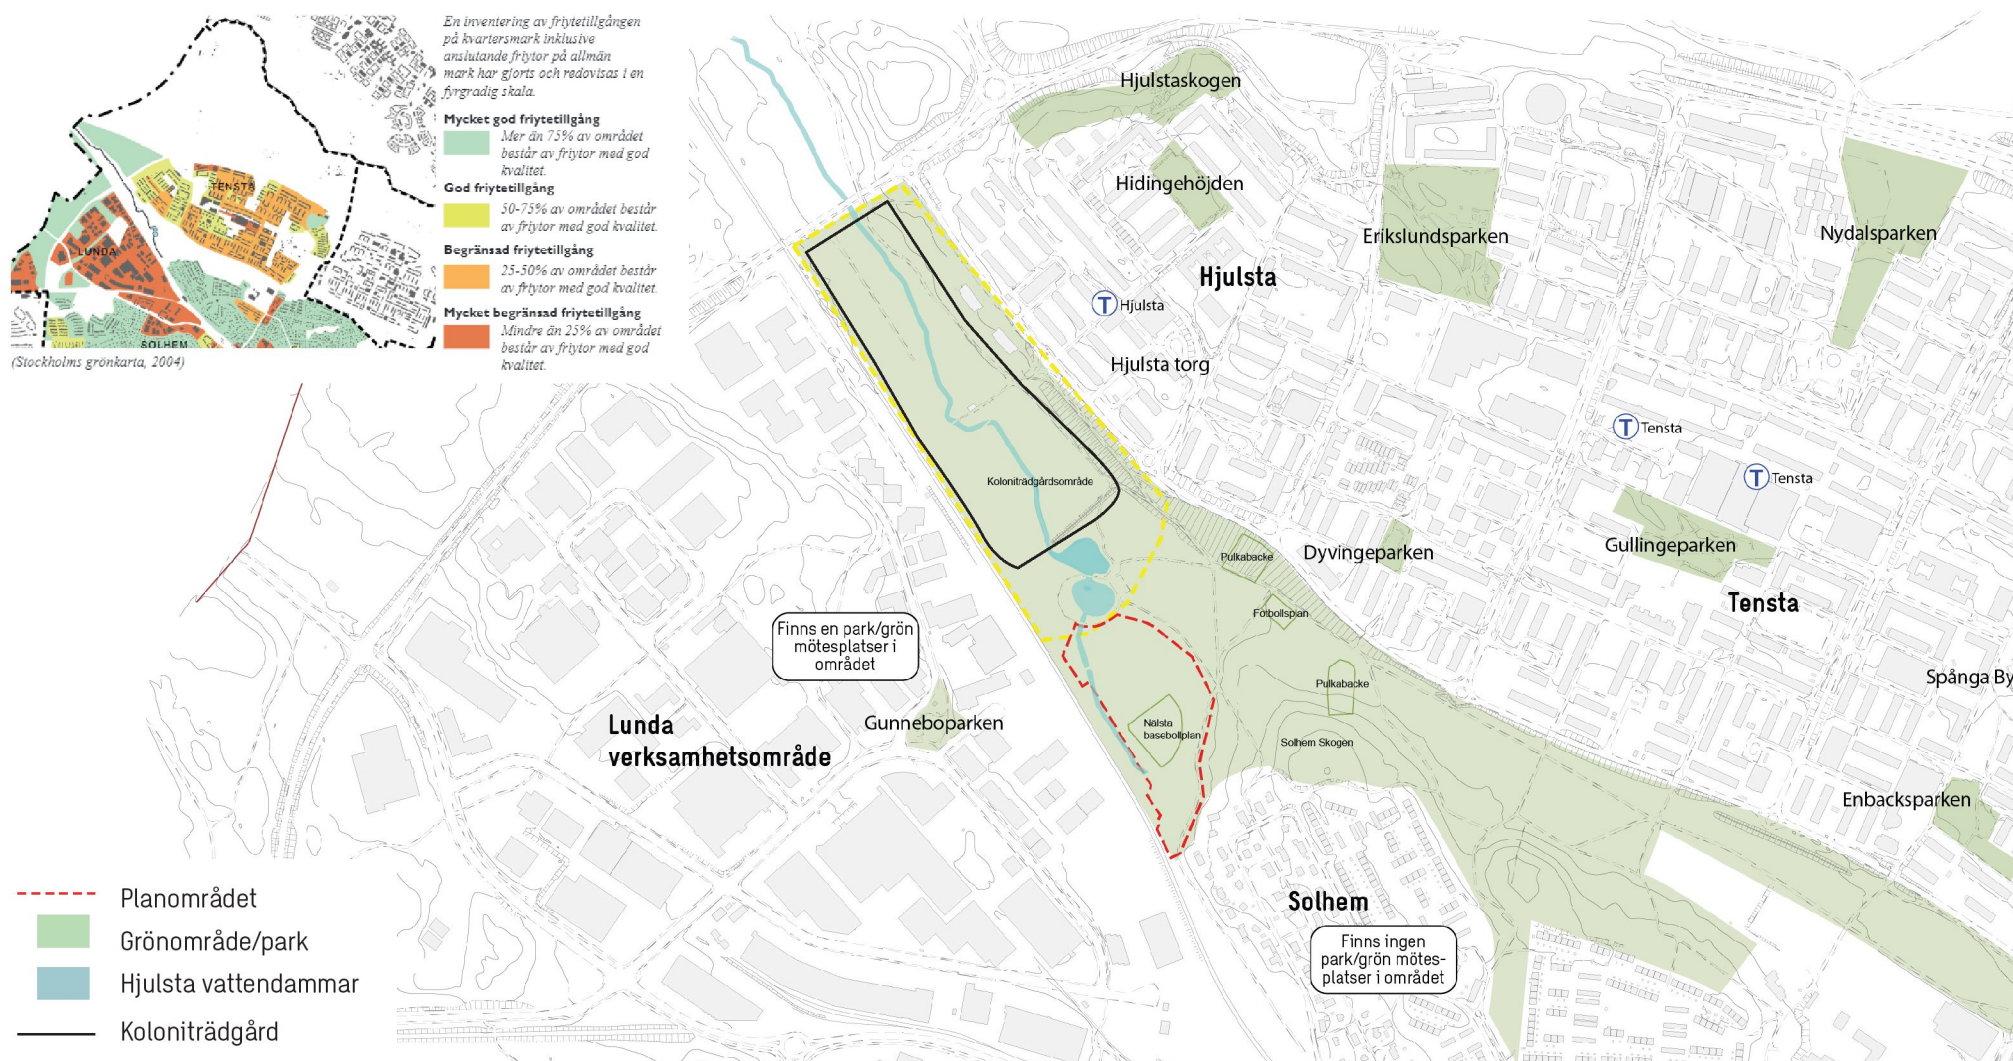 En inventering av friytetillgången
på kvartersmark inklusive
anslutande friytor på allmän
mark har gjorts och redovisas i en
fyrgradig skala.
Mycket god friytetillgång
Mer än 75% av området
består av friytor med god
kvalitet.
God friytetillgång
50-75% av området består
av friytor med god kvalitet.
Begränsad friytetillgång
25-50% av området består
av friytor med god kvalitet.
Mycket begränsad friytetillgång
Mindre än 25% av området
består av friytor med god
kvalitet.
TENSTA
LUNDA
SOLHEM
(Stockholms grönkarta, 2004)
Hjulstaskogen
Hidingehöjden
Erikslundsparken
Nydalsparken
Hjulsta
T Hjulsta
Hjulsta torg
T Tensta
T Tensta
Koloniträdgårdsområde
Pulkabacke
Dyvingeparken
Gullingeparken
Tensta
Fotbollsplan
Finns en park/grön
mötesplatser i
området
Pulkabacke
Spånga By
Gunneboparken
Nälsta
basebollplan
Solhem Skogen
Lunda
verksamhetsområde
Enbacksparken
Solhem
Finns ingen
park/grön mötes-
platser i området
Planområdet
Grönområde/park
Hjulsta vattendammar
Koloniträdgård